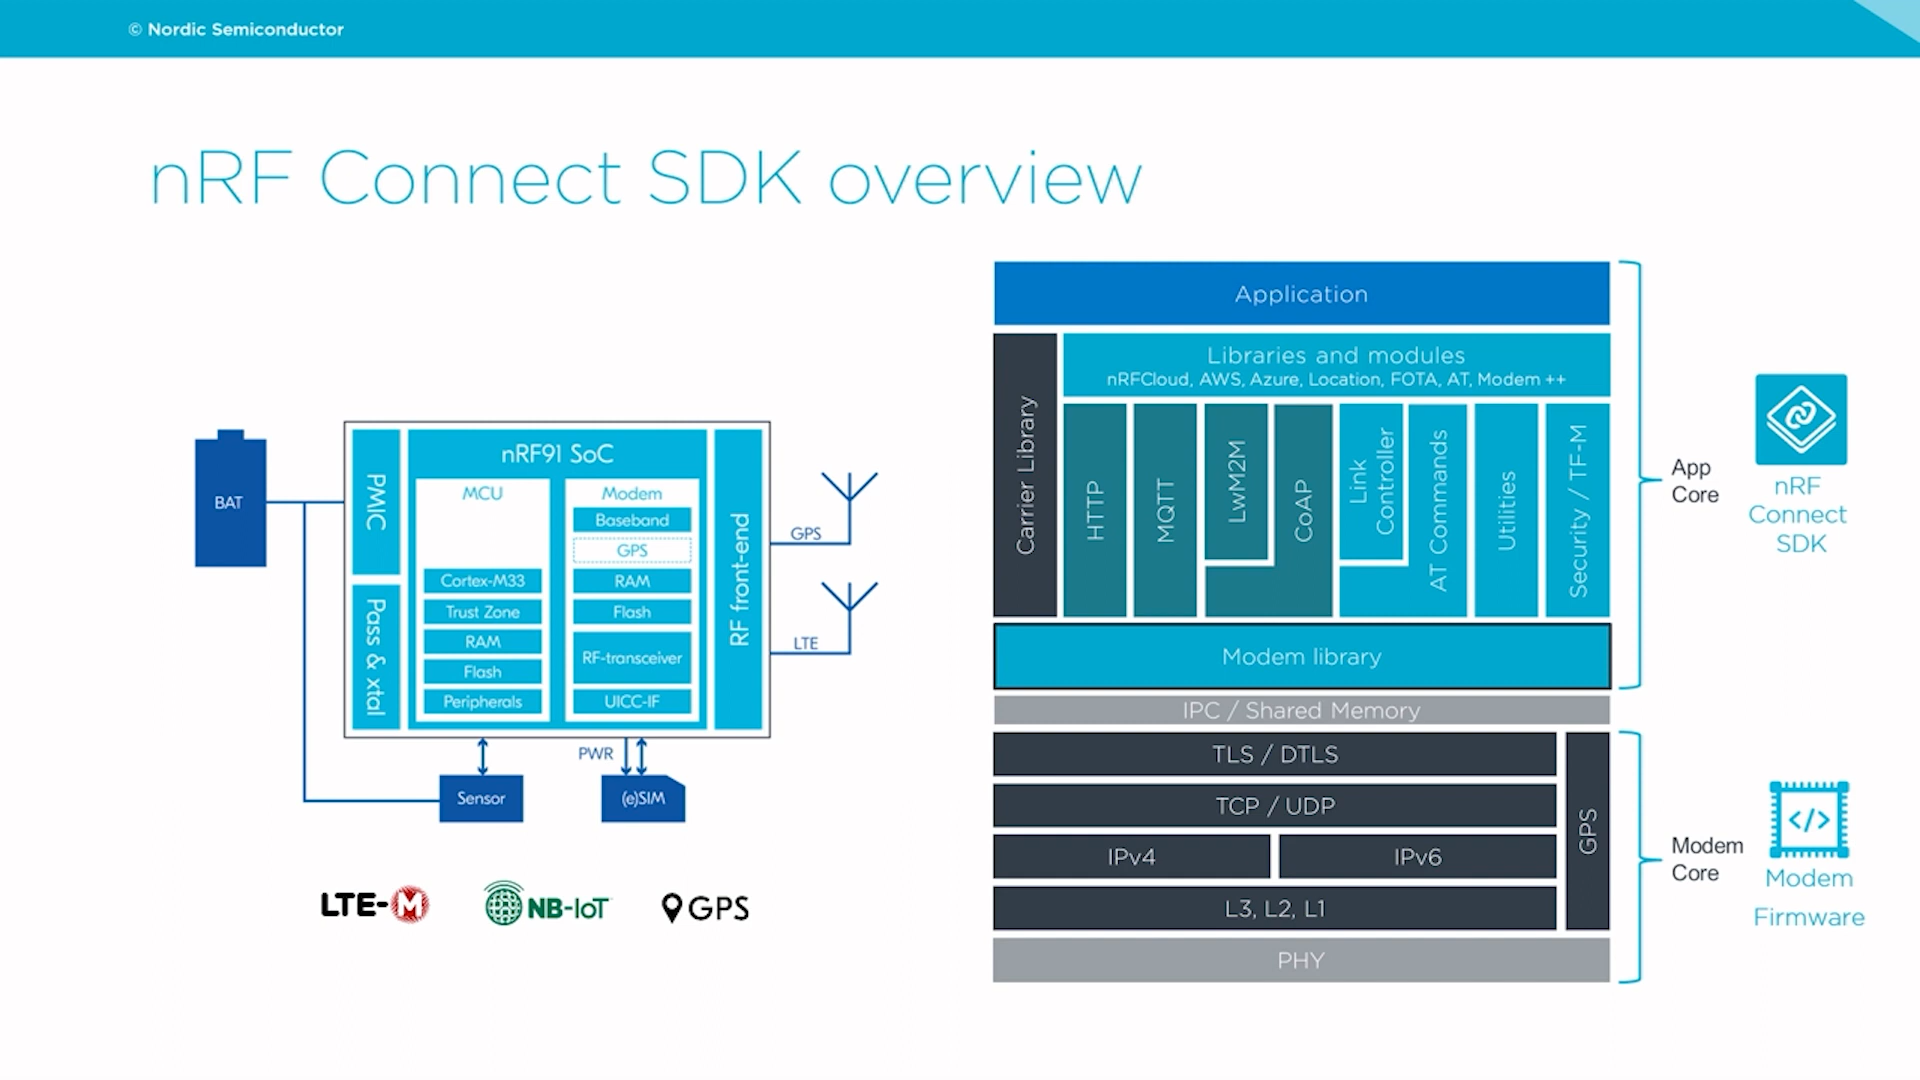 © Nordic Semiconductor
nRF Connect SDK overview
BAT
PMIC
Pass & xtal
nRF91 SoC
MCU
Cortex-M33
Trust Zone
RAM
Flash
Peripherals
Modem
Baseband
GPS
RAM
Flash
RF-transceiver
UICC-IF
RF front-end
GPS
LTE
PWR
Sensor
(e)SIM
LTE-M
NB-IoT
GPS
Application
Carrier Library
Libraries and modules
nRFCloud, AWS, Azure, Location, FOTA, AT, Modem ++
HTTP
MQTT
LwM2M
CoAP
Link
Controller
AT Commands
Utilities
Security / TF-M
Modem library
IPC / Shared Memory
TLS / DTLS
TCP / UDP
IPv4
IPv6
L3, L2, L1
GPS
PHY
App
Core
nRF
Connect
SDK
Modem
Core
</>
Modem
Firmware